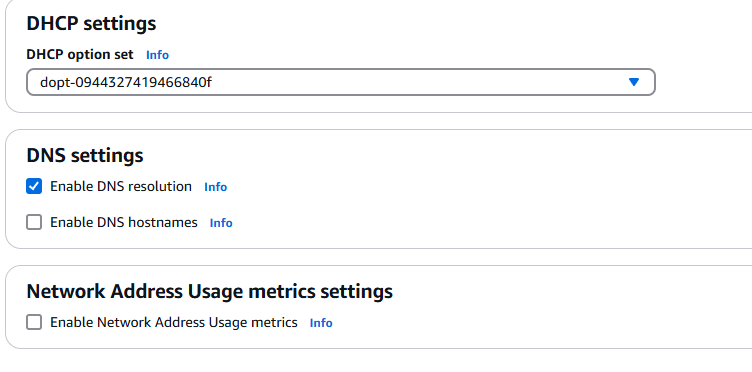 DHCP settings
DHCP option set Info
dopt-0944327419466840f
DNS settings
Enable DNS resolution Info
Enable DNS hostnames Info
Network Address Usage metrics settings
Enable Network Address Usage metrics Info